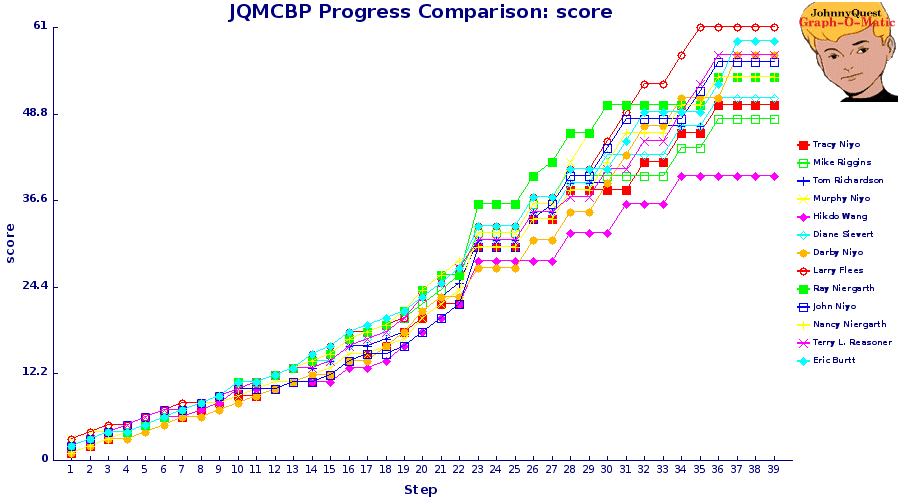 JQMCBP Progress Comparison: score
JohnnyQuest
Graph-O-Matic
61
48.8
36.6
24.4
12.2
0
score
1 2 3 4 5 6 7 8 9 10 11 12 13 14 15 16 17 18 19 20 21 22 23 24 25 26 27 28 29 30 31 32 33 34 35 36 37 38 39
Step
Tracy Niyo
Mike Riggins
Tom Richardson
Murphy Niyo
Hikdo Wang
Diane Sievert
Darby Niyo
Larry Flees
Ray Niergarth
John Niyo
Nancy Niergarth
Terry L. Reasoner
Eric Burtt